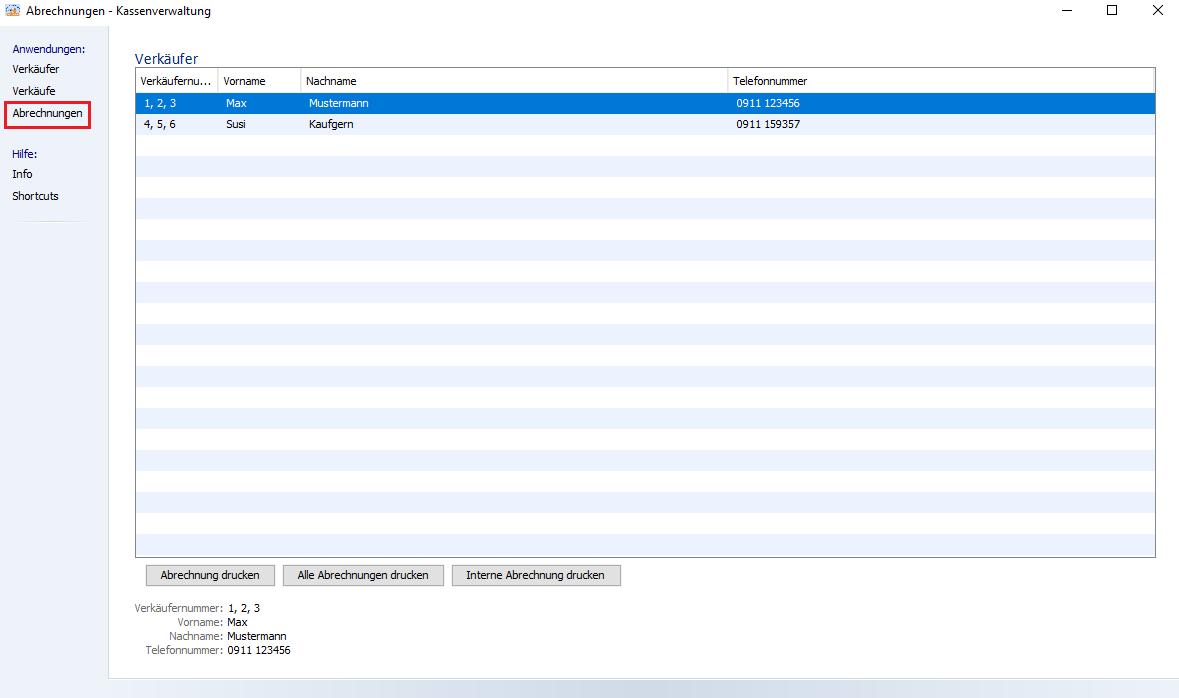 Abrechnungen - Kassenverwaltung
Anwendungen:
Verkäufer
Verkäufe
Abrechnungen
Hilfe:
Info
Shortcuts
Verkäufer
Verkäufernu... Vorname Nachname Telefonnummer
1, 2, 3 Max Mustermann 0911 123456
4, 5, 6 Susi Kaufgern 0911 159357
Abrechnung drucken Alle Abrechnungen drucken Interne Abrechnung drucken
Verkäufernummer: 1, 2, 3
Vorname: Max
Nachname: Mustermann
Telefonnummer: 0911 123456